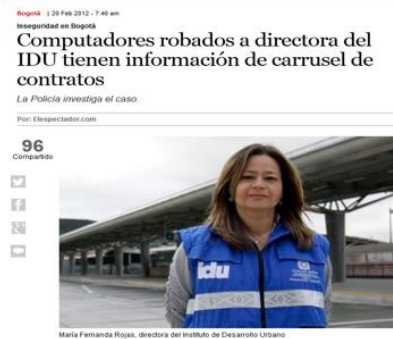 Bogotá | 20 Feb 2012 - 7:46 am
Inseguridad en Bogotá
Computadores robados a directora del
IDU tienen información de carrusel de
contratos
La Policía investiga el caso
Por: Elespectador.com
96
Compartido
idu
María Fernanda Rojas, directora del Instituto de Desarrollo Urbano